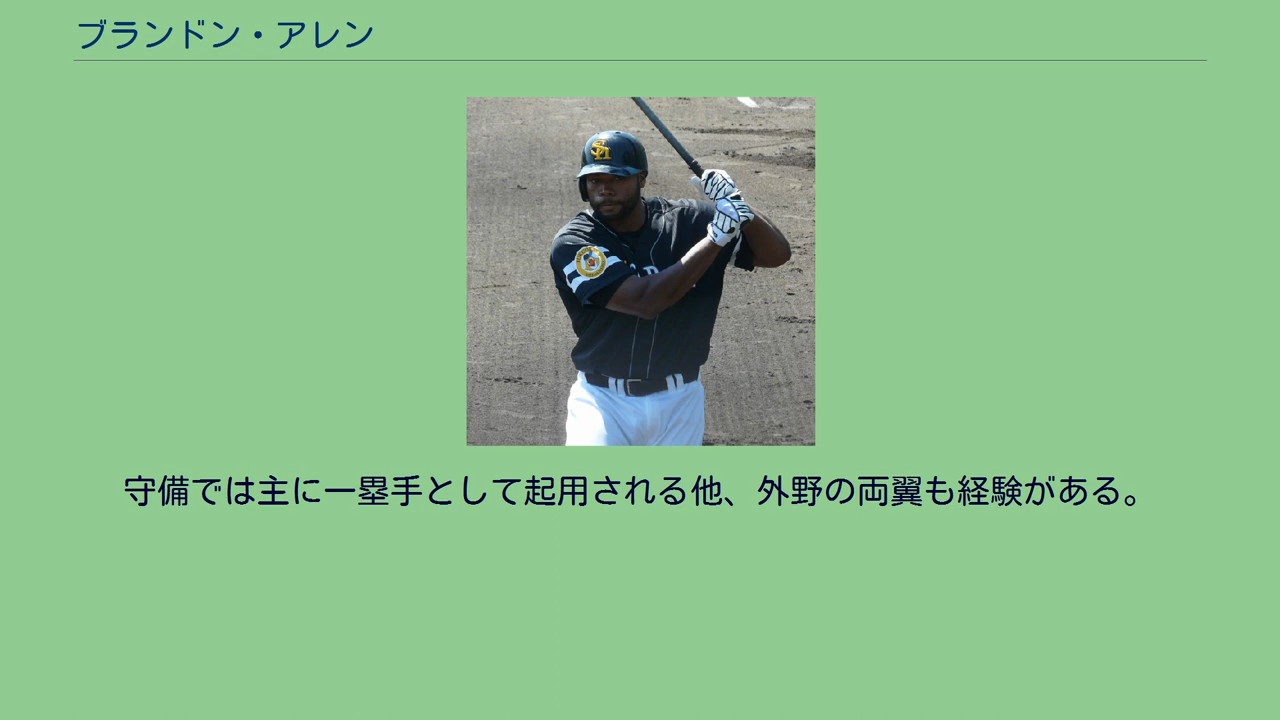 ブランドン・アレン
SH
守備では主に一塁手として起用される他、外野の両翼も経験がある。